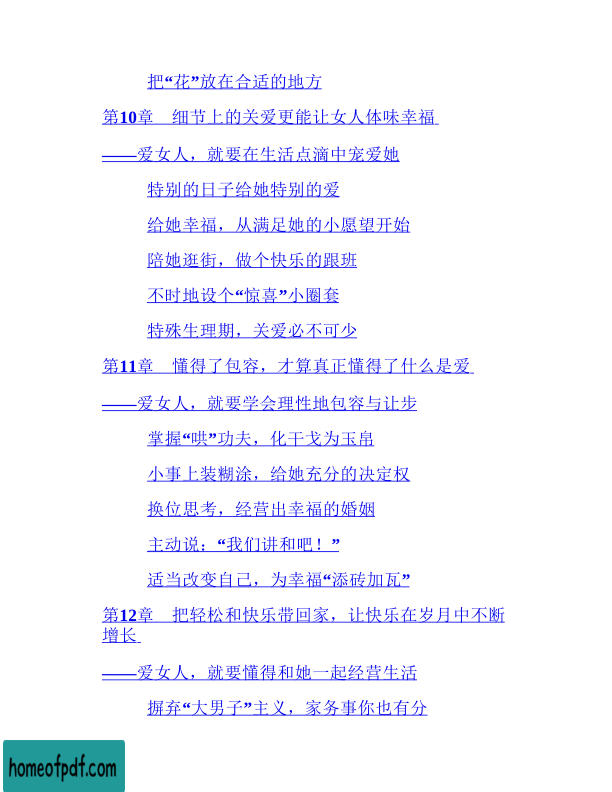 把“花”放在合适的地方
第10章　细节上的关爱更能让女人体味幸福
——爱女人，就要在生活点滴中宠爱她
特别的日子给她特别的爱
给她幸福，从满足她的小愿望开始
陪她逛街，做个快乐的跟班
不时地设个“惊喜”小圈套
特殊生理期，关爱必不可少
第11章　懂得了包容，才算真正懂得了什么是爱
——爱女人，就要学会理性地包容与让步
掌握“哄”功夫，化干戈为玉帛
小事上装糊涂，给她充分的决定权
换位思考，经营出幸福的婚姻
主动说：“我们讲和吧！”
适当改变自己，为幸福“添砖加瓦”
第12章　把轻松和快乐带回家，让快乐在岁月中不断
增长
——爱女人，就要懂得和她一起经营生活
摒弃“大男子”主义，家务事你也有分
homeofpdf.com